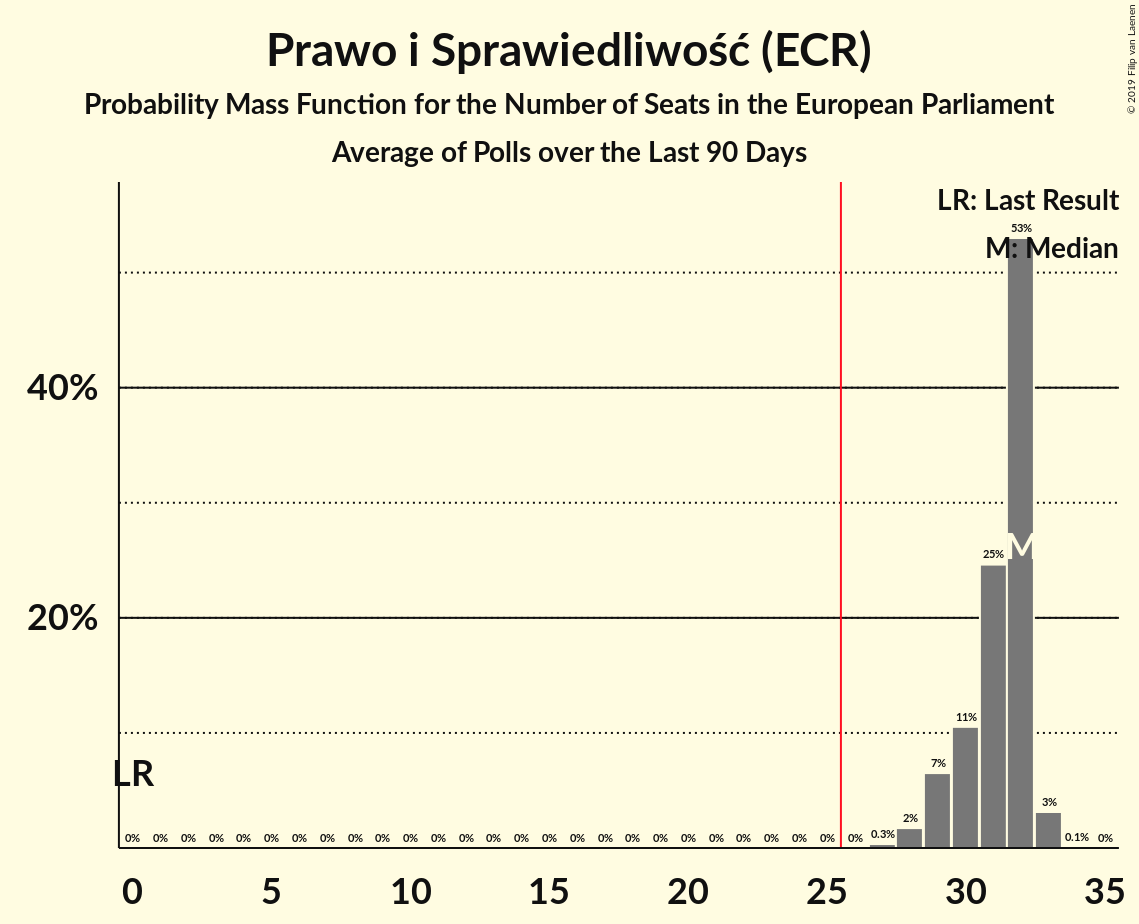 Prawo i Sprawiedliwość (ECR)
Probability Mass Function for the Number of Seats in the European Parliament
Average of Polls over the Last 90 Days
© 2019 Filip van Laenen
LR: Last Result
M: Median
53%
40%
M
25%
20%
11%
LR
7%
3%
2%
0% 0% 0% 0% 0% 0% 0% 0% 0% 0% 0% 0% 0% 0% 0% 0% 0% 0% 0% 0% 0% 0% 0% 0% 0% 0% 0% 0.3% 0.1% 0%
0 5 10 15 20 25 30 35